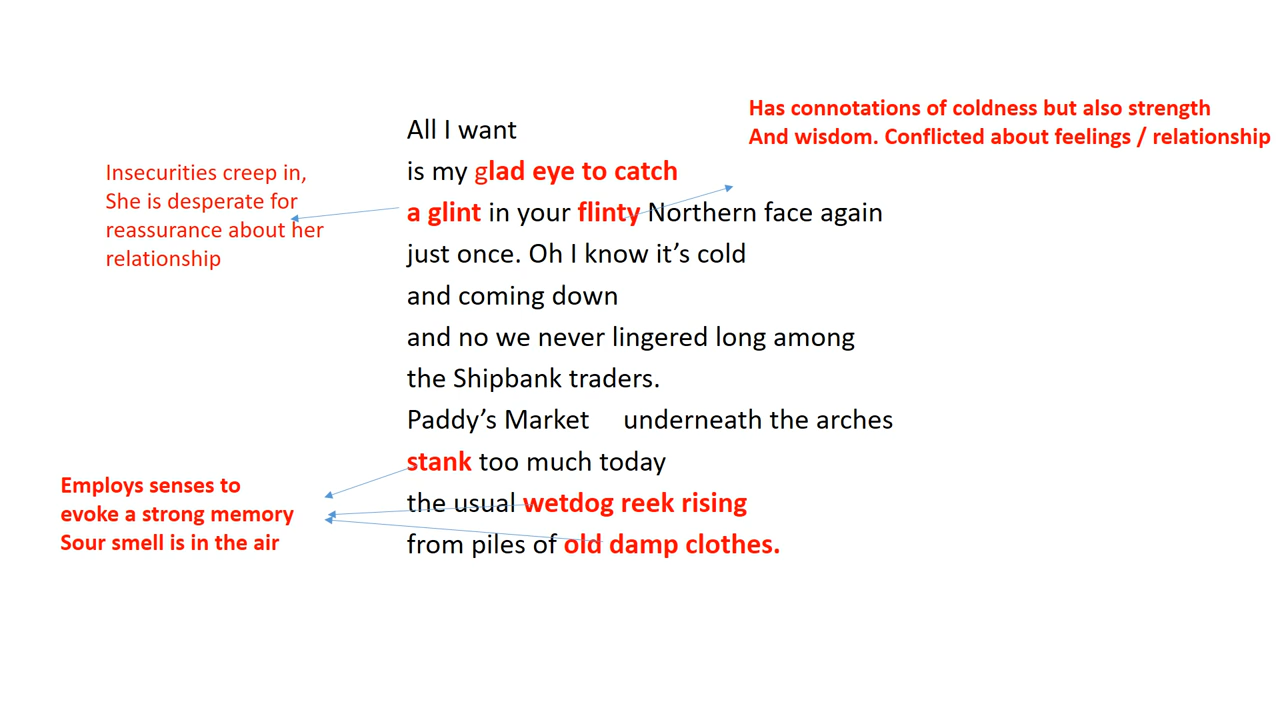 Has connotations of coldness but also strength
And wisdom. Conflicted about feelings / relationship
All I want
is my glad eye to catch
a glint in your flinty Northern face again
just once. Oh I know it’s cold
and coming down
and no we never lingered long among
the Shipbank traders.
Paddy’s Market underneath the arches
stank too much today
the usual wetdog reek rising
from piles of old damp clothes.
Insecurities creep in,
She is desperate for
reassurance about her
relationship
Employs senses to
evoke a strong memory
Sour smell is in the air